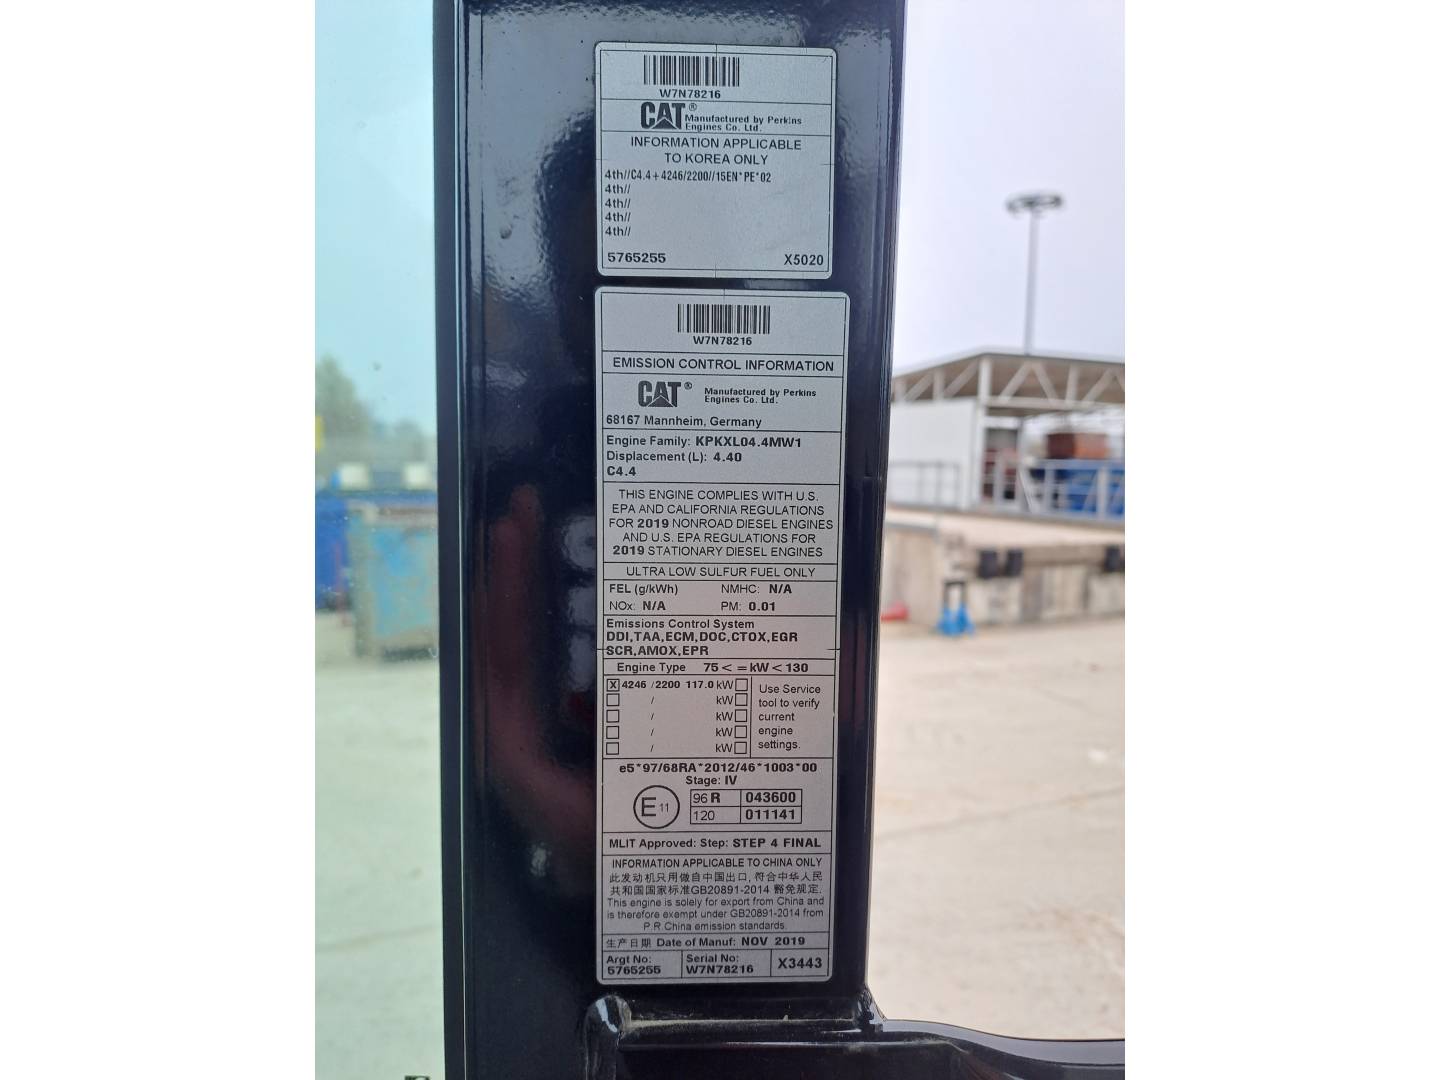 W7N78216
CAT® Manufactured by Perkins
Engines Co. Ltd.
INFORMATION APPLICABLE
TO KOREA ONLY
4th//C4.4+4246/2200//15EN*PE*02
4th//
4th//
4th//
4th//
5765255 X5020
W7N78216
EMISSION CONTROL INFORMATION
CAT® Manufactured by Perkins
Engines Co. Ltd.
68167 Mannheim, Germany
Engine Family: KPKXL04.4MW1
Displacement (L): 4.40
C4.4
THIS ENGINE COMPLIES WITH U.S.
EPA AND CALIFORNIA REGULATIONS
FOR 2019 NONROAD DIESEL ENGINES
AND U.S. EPA REGULATIONS FOR
2019 STATIONARY DIESEL ENGINES
ULTRA LOW SULFUR FUEL ONLY
FEL (g/kWh) NMHC: N/A
NOx: N/A PM: 0.01
Emissions Control System
DDI,TAA,ECM,DOC,CTOX,EGR
SCR,AMOX,EPR
Engine Type 75 < = kW < 130
X 4246 /2200 117.0 kW Use Service
/ kW tool to verify
/ kW current
/ kW engine
/ kW settings.
e5*97/68RA*2012/46*1003*00
Stage: IV
E 11 96 R 043600
120 011141
MLIT Approved: Step: STEP 4 FINAL
INFORMATION APPLICABLE TO CHINA ONLY
此发动机只用做自中国出口, 符合中华人民
共和国国家标准GB20891-2014 豁免规定.
This engine is solely for export from China and
is therefore exempt under GB20891-2014 from
P.R.China emission standards.
生产日期 Date of Manuf: NOV 2019
Argt No: Serial No:
5765255 W7N78216 X3443